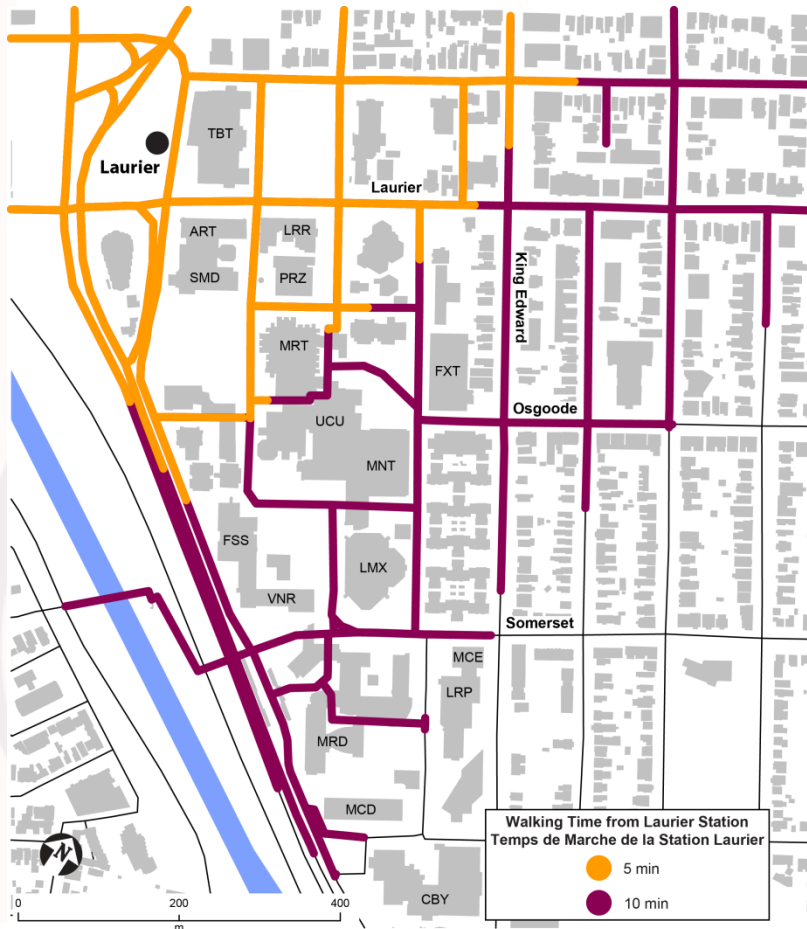 TBT
Laurier
Laurier
ART
LRR
SMD
PRZ
King Edward
MRT
FXT
Osgoode
UCU
MNT
FSS
LMX
VNR
Somerset
MCE
LRP
MRD
MCD
CBY
N
0
200
400
m
Walking Time from Laurier Station
Temps de Marche de la Station Laurier
5 min
10 min